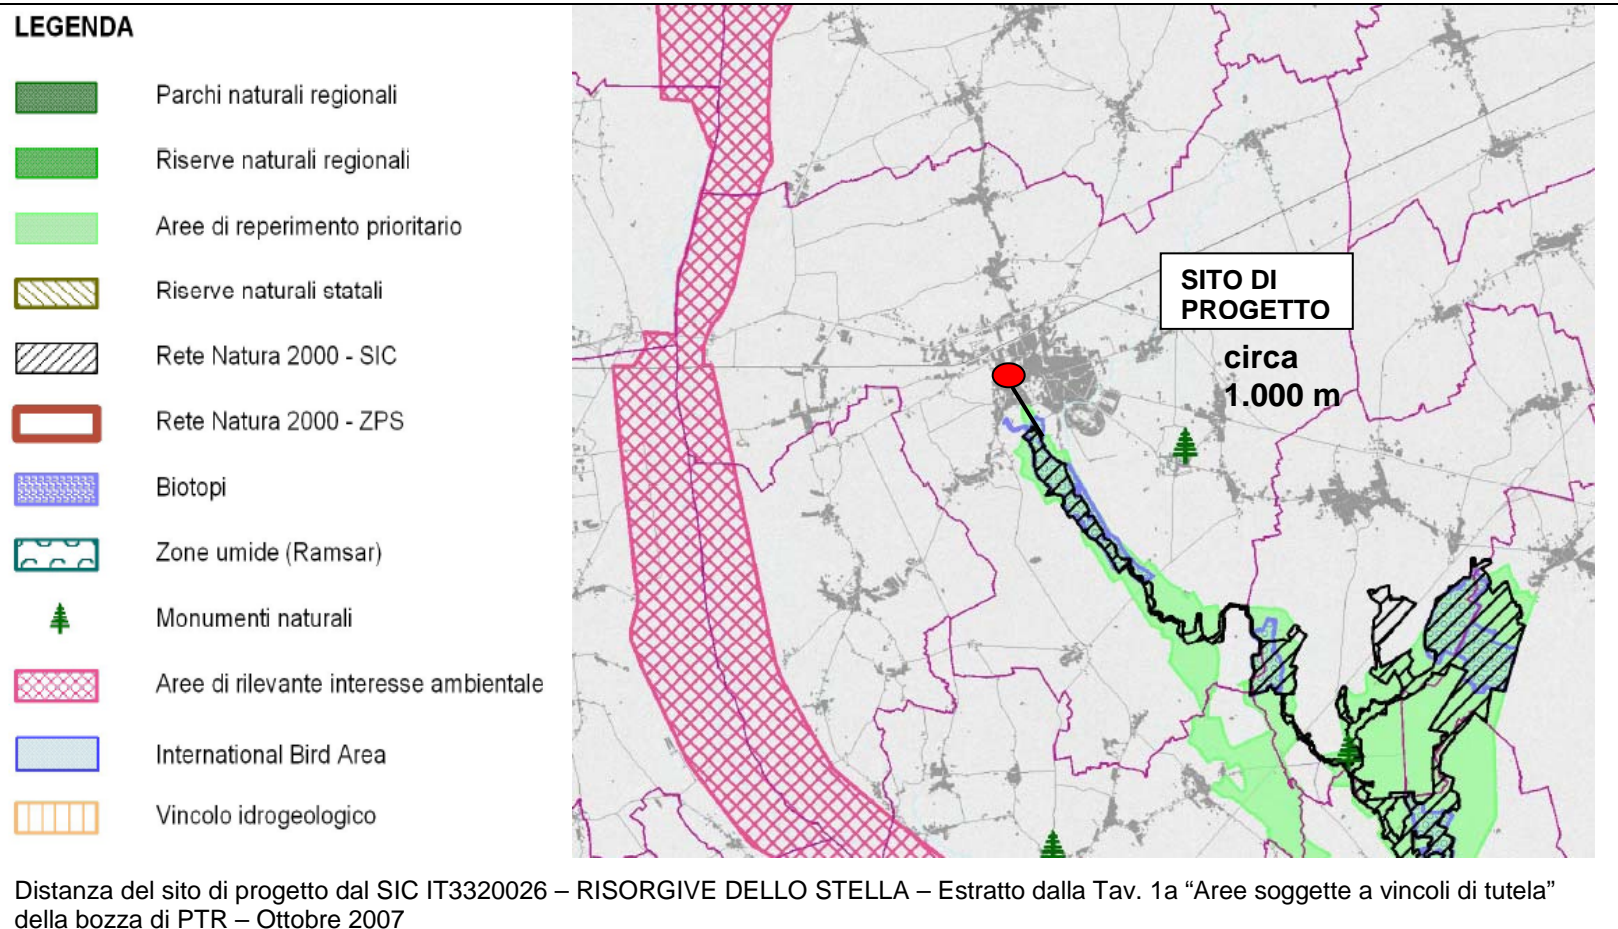 LEGENDA
Parchi naturali regionali
Riserve naturali regionali
Aree di reperimento prioritario
Riserve naturali statali
Rete Natura 2000 - SIC
Rete Natura 2000 - ZPS
Biotopi
Zone umide (Ramsar)
Monumenti naturali
Aree di rilevante interesse ambientale
International Bird Area
Vincolo idrogeologico
SITO DI
PROGETTO
circa
1.000 m
Distanza del sito di progetto dal SIC IT3320026 – RISORGIVE DELLO STELLA – Estratto dalla Tav. 1a “Aree soggette a vincoli di tutela”
della bozza di PTR – Ottobre 2007